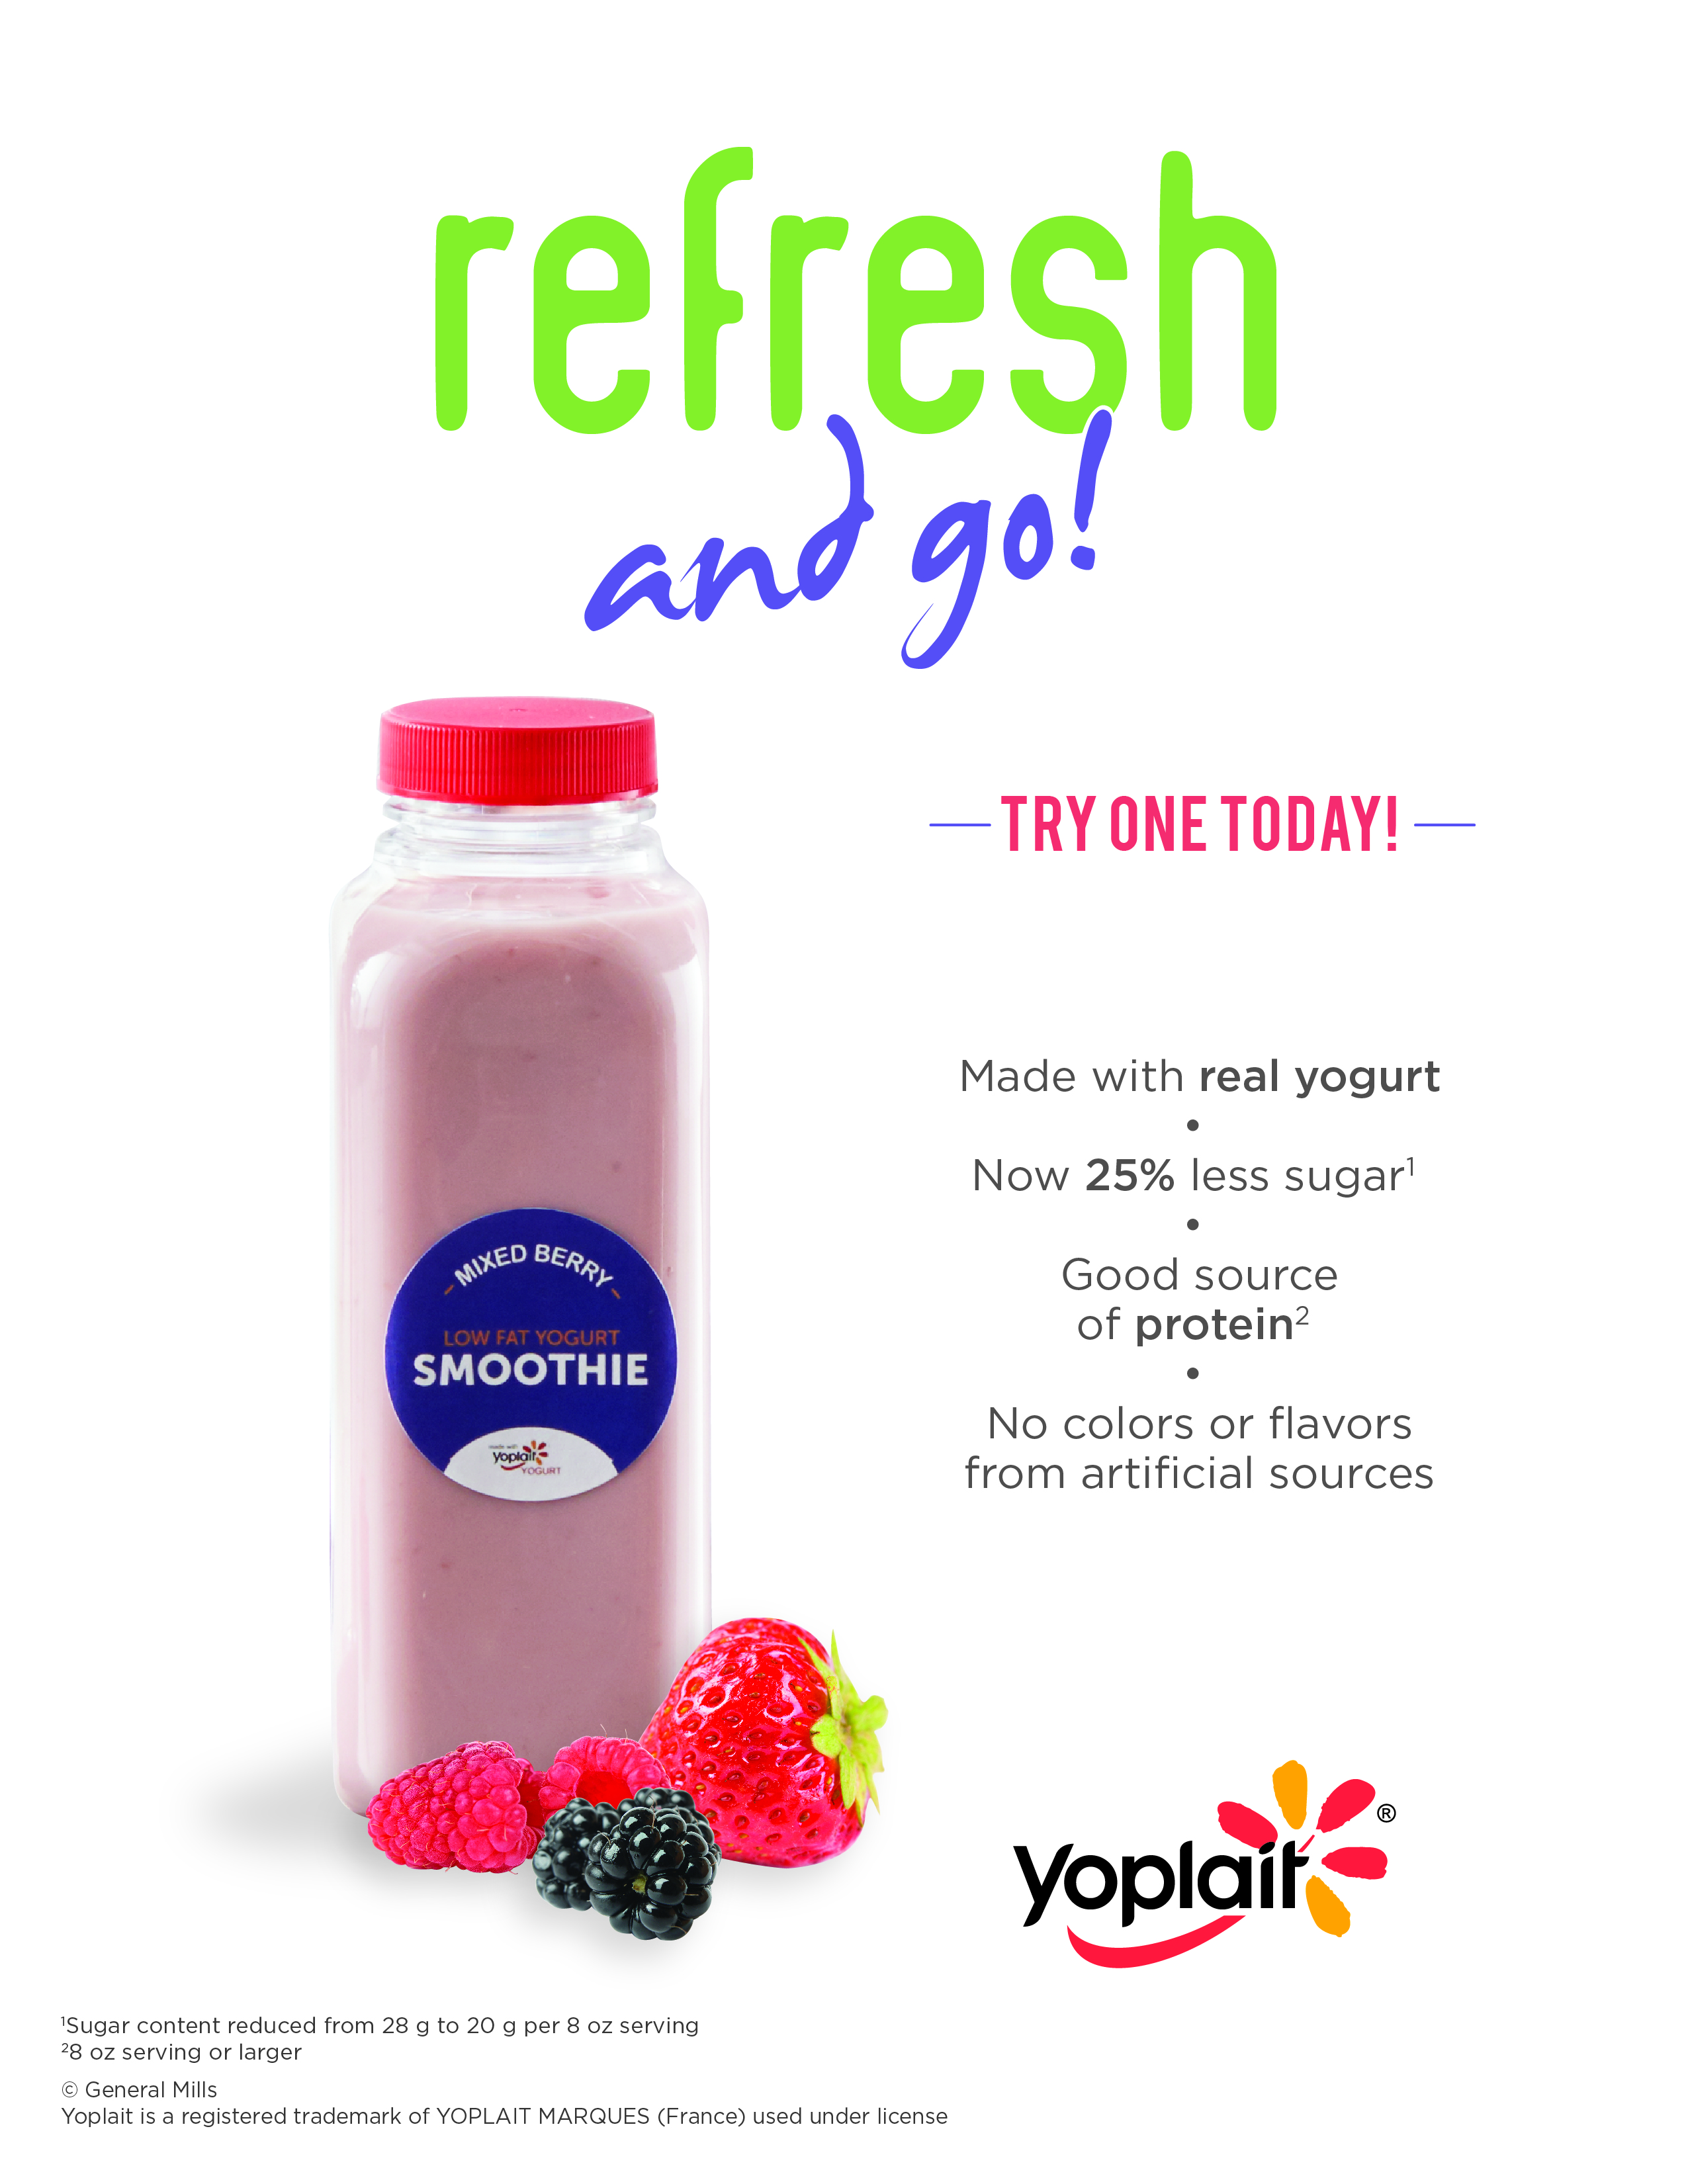 refresh
and go!
TRY ONE TODAY!
Made with real yogurt
•
Now 25% less sugar¹
•
Good source
of protein²
•
No colors or flavors
from artificial sources
MIXED BERRY
LOW FAT YOGURT
SMOOTHIE
made with
yoplait
YOGURT
yoplait®
¹Sugar content reduced from 28 g to 20 g per 8 oz serving
²8 oz serving or larger
© General Mills
Yoplait is a registered trademark of YOPLAIT MARQUES (France) used under license